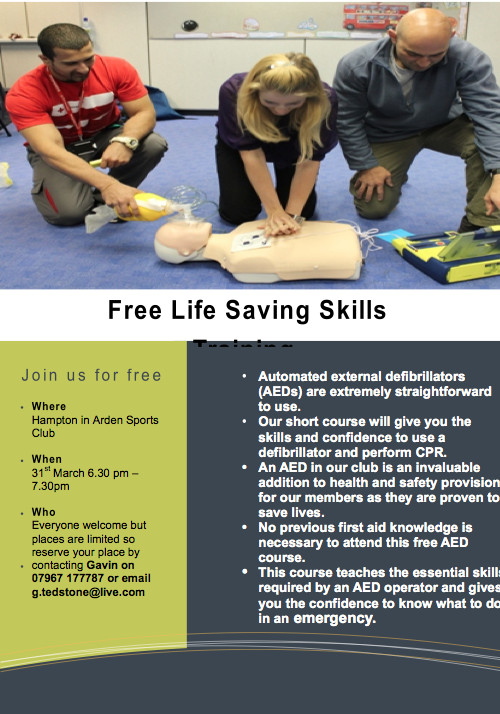 Free Life Saving Skills
Training
Join us for free
• Where
Hampton in Arden Sports
Club
• When
31st March 6.30 pm –
7.30pm
• Who
Everyone welcome but
places are limited so
reserve your place by
• contacting Gavin on
07967 177787 or email
g.tedstone@live.com
• Automated external defibrillators
(AEDs) are extremely straightforward
to use.
• Our short course will give you the
skills and confidence to use a
defibrillator and perform CPR.
• An AED in our club is an invaluable
addition to health and safety provision
for our members as they are proven to
save lives.
• No previous first aid knowledge is
necessary to attend this free AED
course.
• This course teaches the essential skills
required by an AED operator and gives
you the confidence to know what to do
in an emergency.